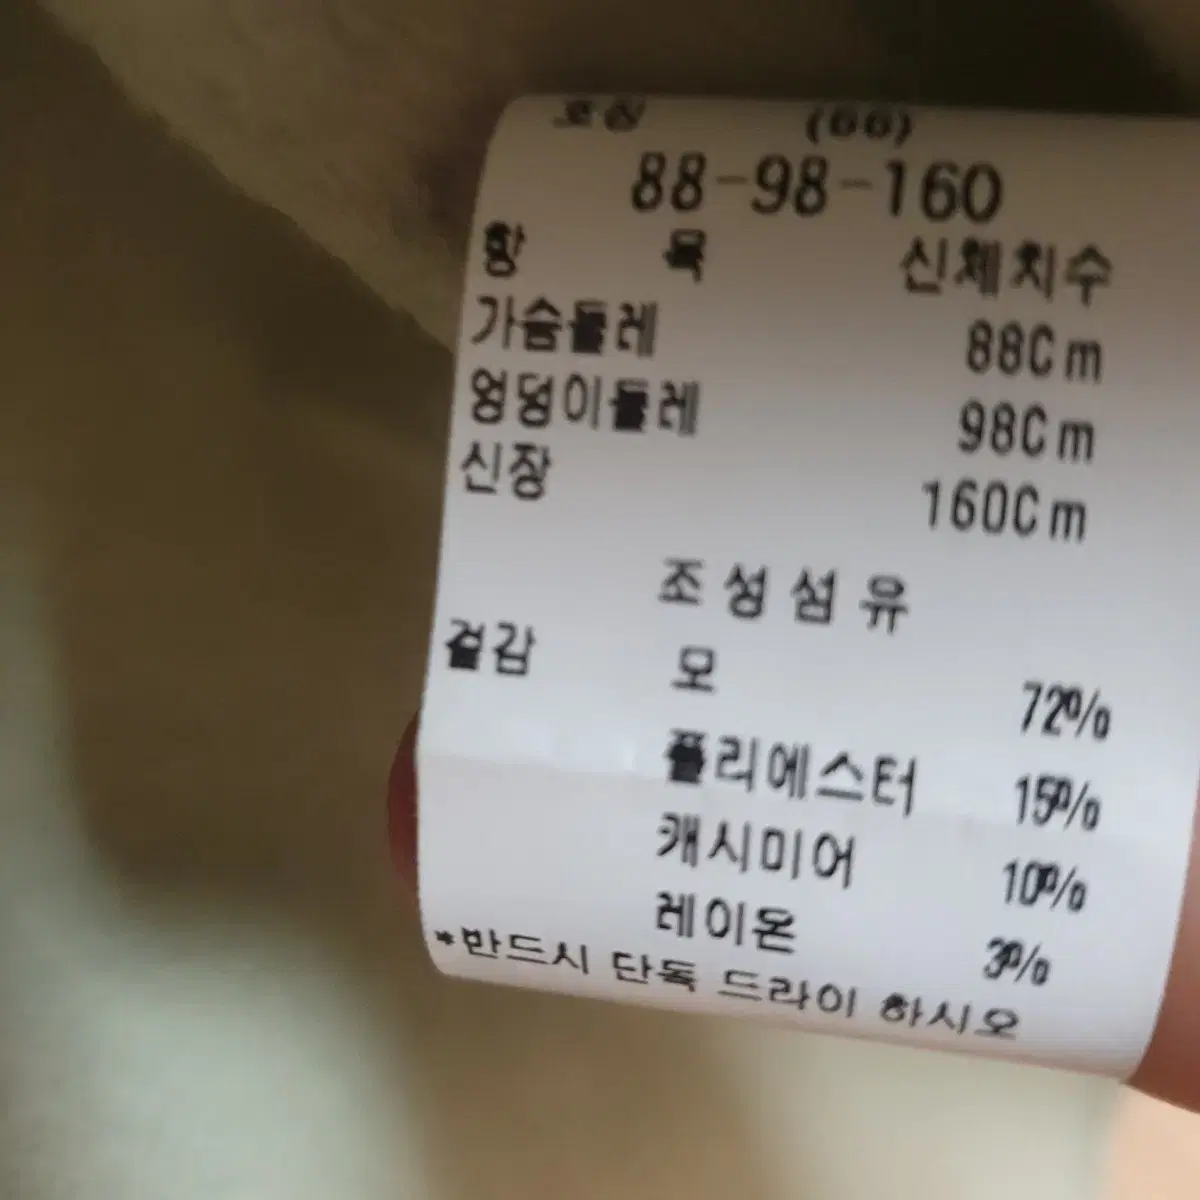 호칭 (66)
88-98-160
항 목 신체치수
가슴둘레 88Cm
엉덩이둘레 98Cm
신장 160Cm
조성섬유
겉감 모 72%
폴리에스터 15%
캐시미어 10%
레이온 3%
*반드시 단독 드라이 하시오